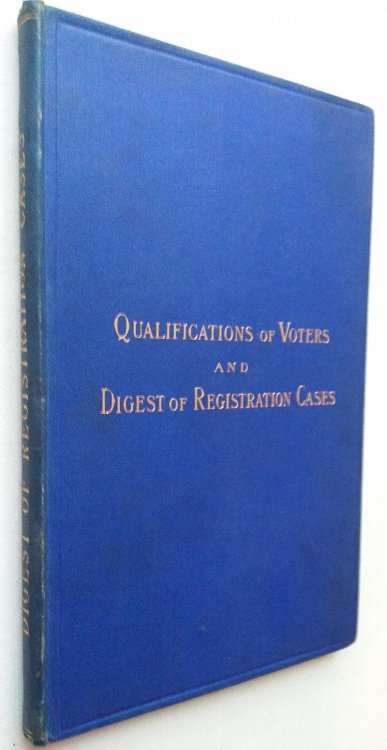 QUALIFICATIONS OF VOTERS
AND
DIGEST OF REGISTRATION CASES
DIGEST OF REGISTRATION CASES